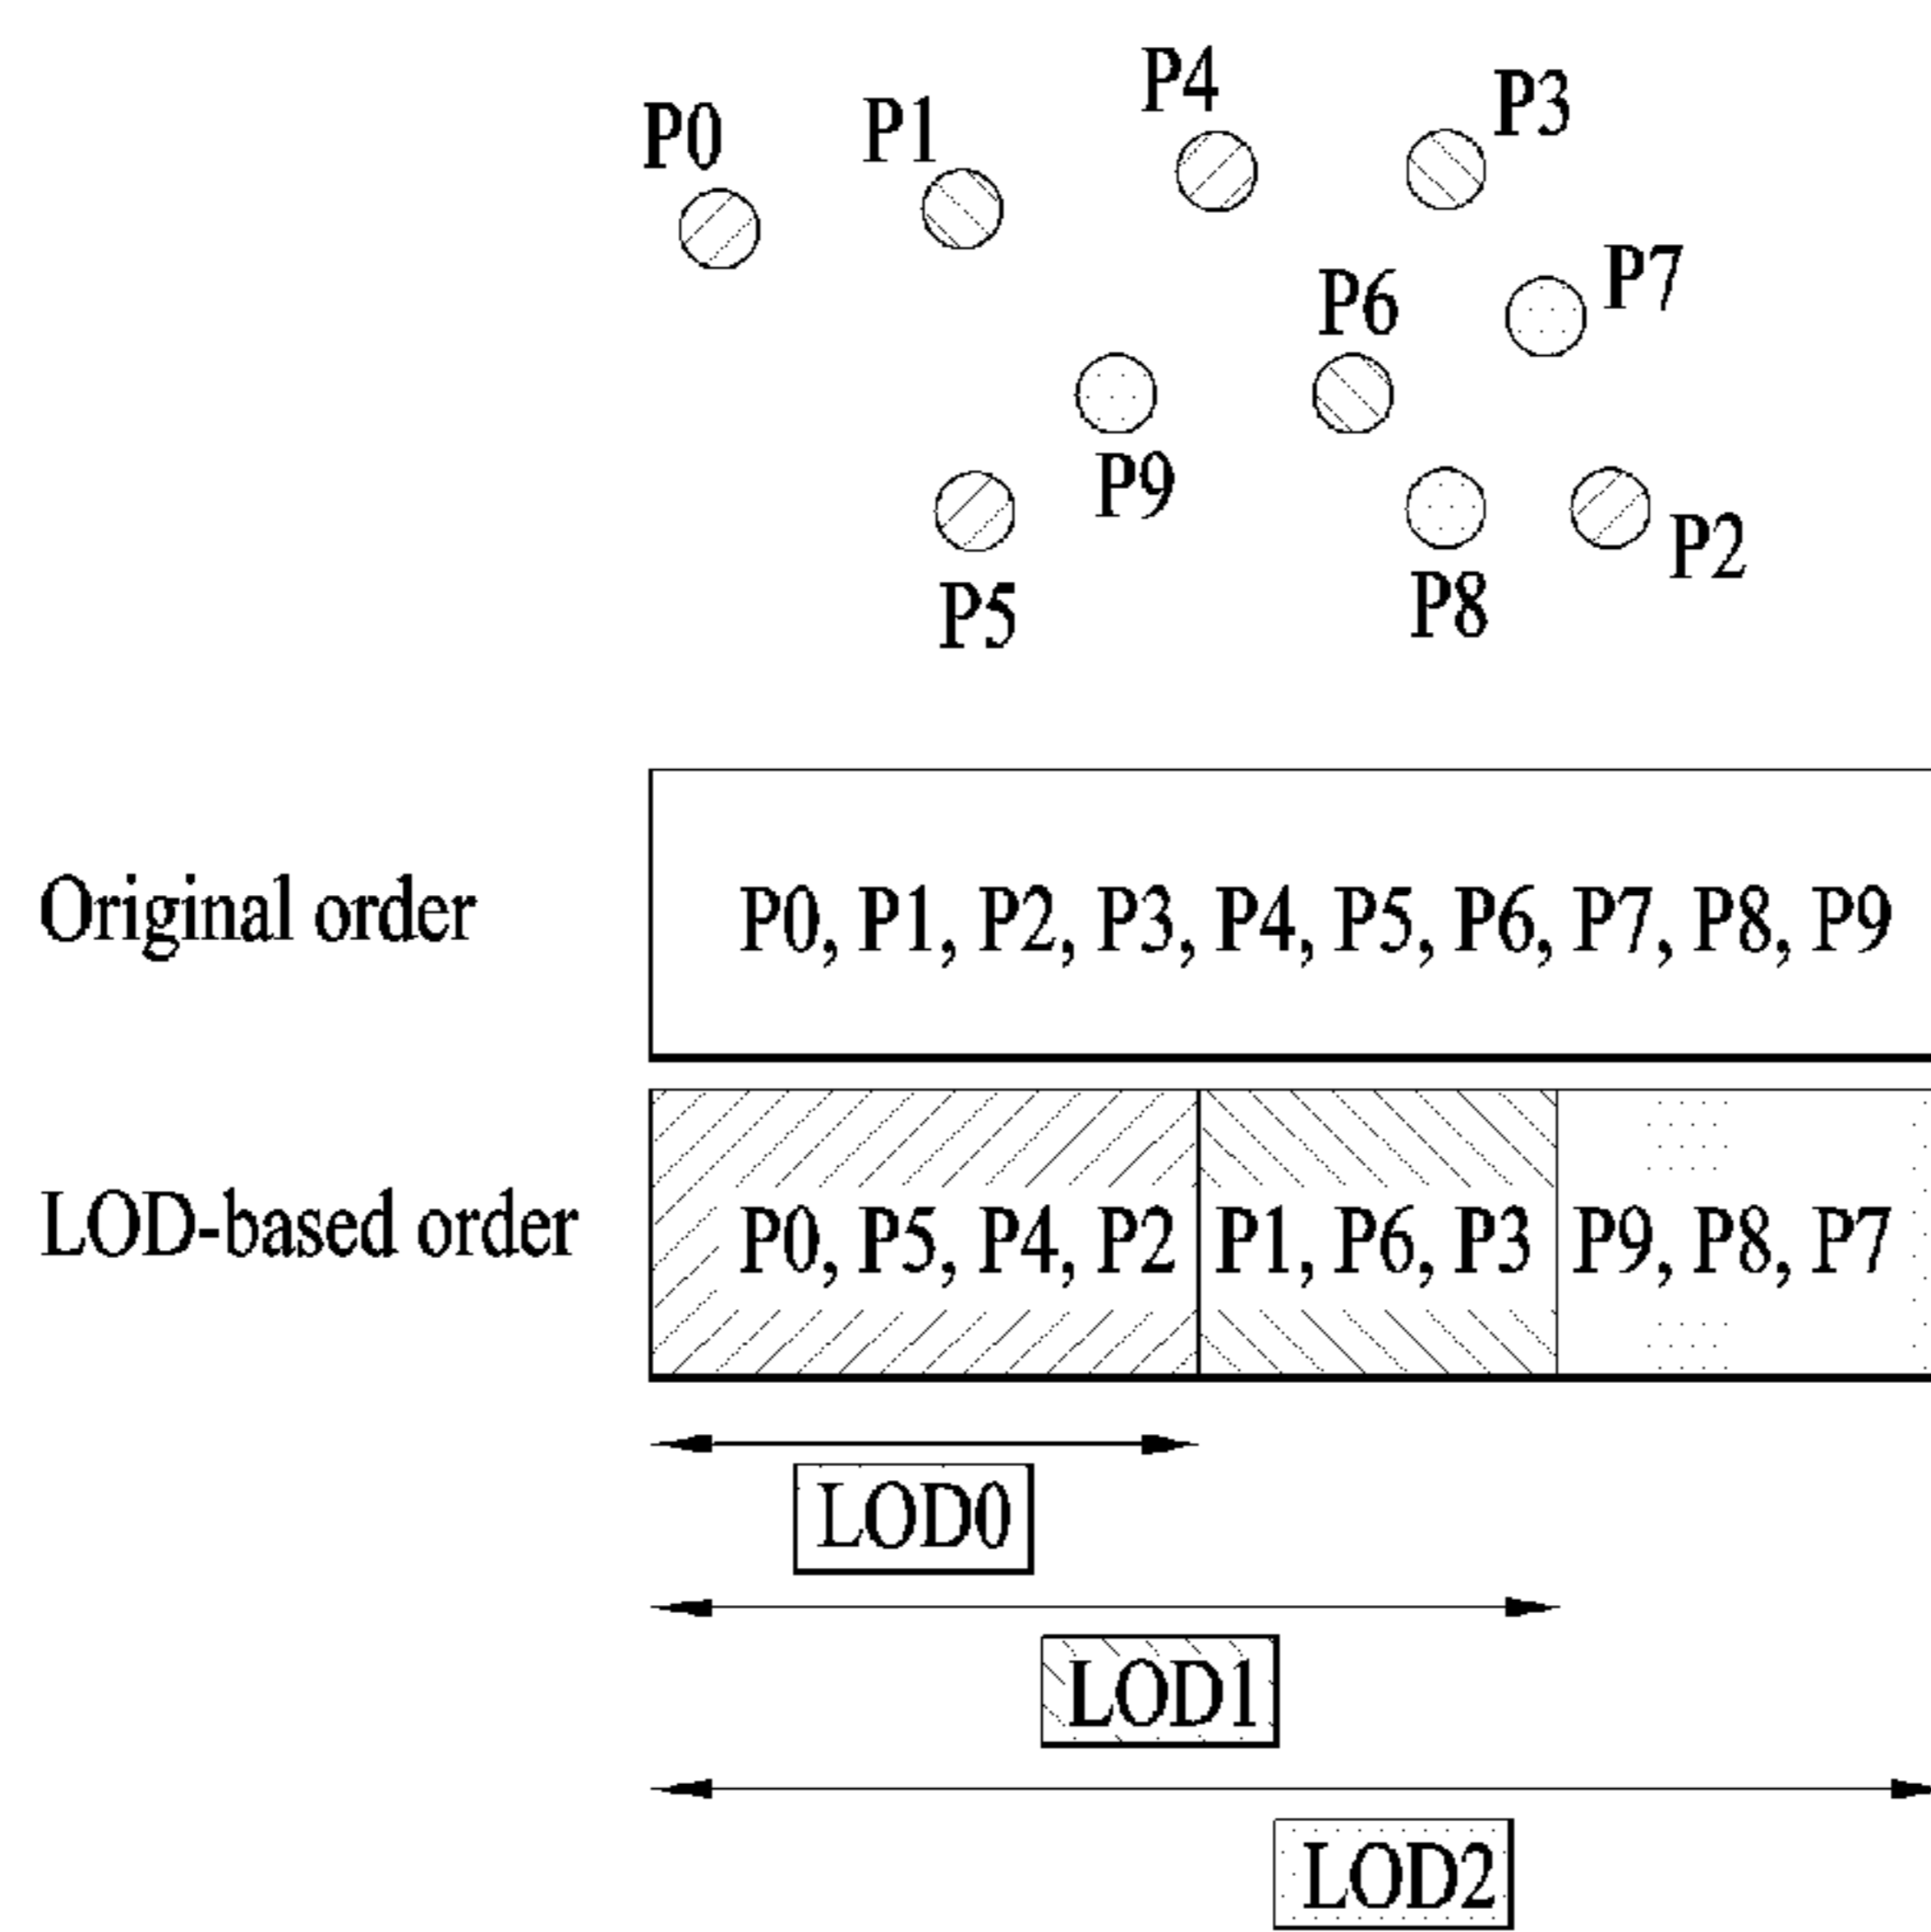 P4
P3
P0
P1
P7
P6
P9
P2
P5
P8
Original order
P0, P1, P2, P3, P4, P5, P6, P7, P8, P9
LOD-based order
P0, P5, P4, P2, P1, P6, P3, P9, P8, P7
LOD0
LOD1
LOD2